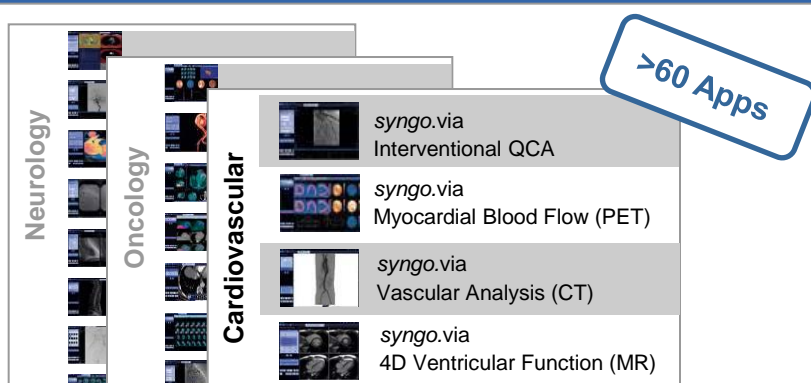 Neurology
Oncology
Cardiovascular
>60 Apps
syngo.via
Interventional QCA
syngo.via
Myocardial Blood Flow (PET)
syngo.via
Vascular Analysis (CT)
syngo.via
4D Ventricular Function (MR)